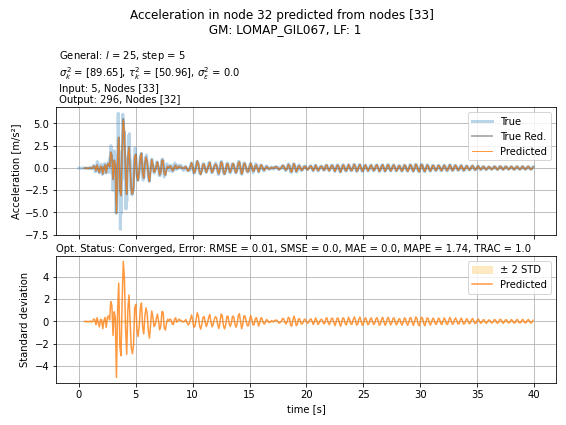 Acceleration in node 32 predicted from nodes [33]
GM: LOMAP_GIL067, LF: 1
General: l = 25, step = 5
σ²ₖ = [89.65], τ²ₖ = [50.96], σ²ε = 0.0
Input: 5, Nodes [33]
Output: 296, Nodes [32]
Acceleration [m/s²]
5.0
2.5
0.0
−2.5
−5.0
−7.5
True
True Red.
Predicted
Opt. Status: Converged, Error: RMSE = 0.01, SMSE = 0.0, MAE = 0.0, MAPE = 1.74, TRAC = 1.0
Standard deviation
4
2
0
−2
−4
± 2 STD
Predicted
0 5 10 15 20 25 30 35 40
time [s]